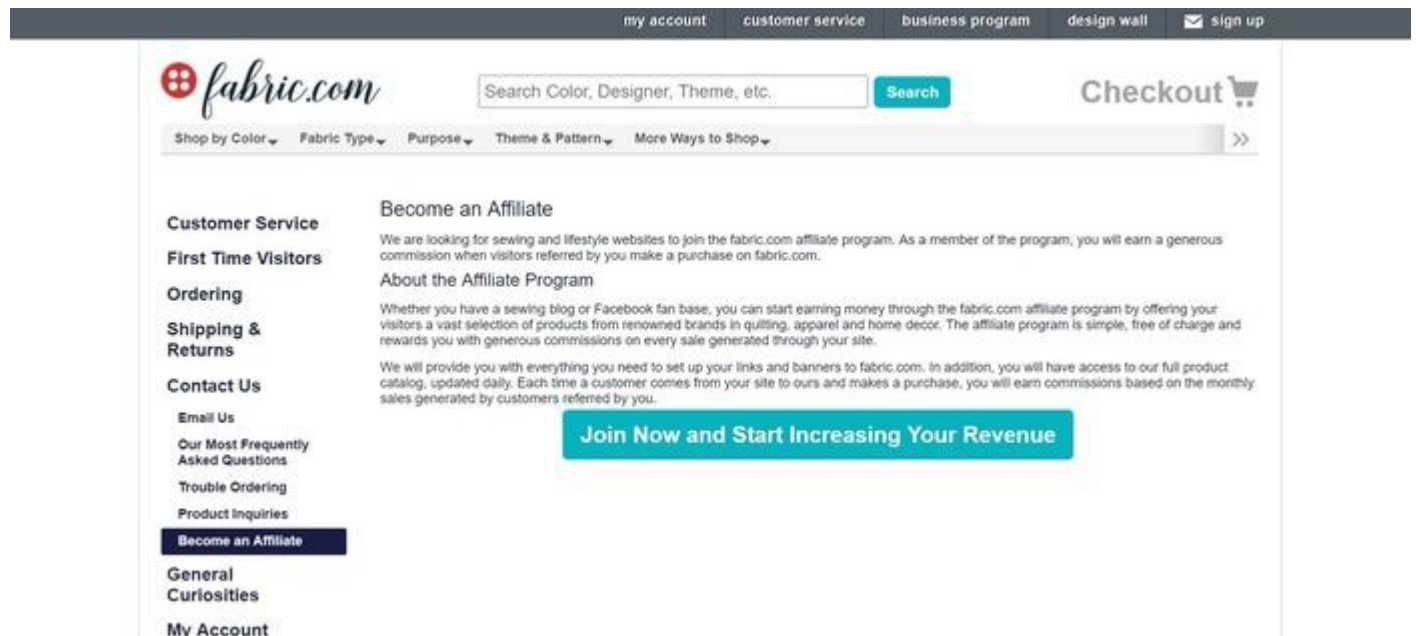 my account customer service business program design wall sign up
fabric.com
Search Color, Designer, Theme, etc. Search Checkout
Shop by Color Fabric Type Purpose Theme & Pattern More Ways to Shop »
Customer Service
First Time Visitors
Ordering
Shipping &
Returns
Contact Us
Email Us
Our Most Frequently
Asked Questions
Trouble Ordering
Product Inquiries
Become an Affiliate
General
Curiosities
My Account
Become an Affiliate
We are looking for sewing and lifestyle websites to join the fabric.com affiliate program. As a member of the program, you will earn a generous
commission when visitors referred by you make a purchase on fabric.com.
About the Affiliate Program
Whether you have a sewing blog or Facebook fan base, you can start earning money through the fabric.com affiliate program by offering your
visitors a vast selection of products from renowned brands in quilting, apparel and home decor. The affiliate program is simple, free of charge and
rewards you with generous commissions on every sale generated through your site.
We will provide you with everything you need to set up your links and banners to fabric.com. In addition, you will have access to our full product
catalog, updated daily. Each time a customer comes from your site to ours and makes a purchase, you will earn commissions based on the monthly
sales generated by customers referred by you.
Join Now and Start Increasing Your Revenue